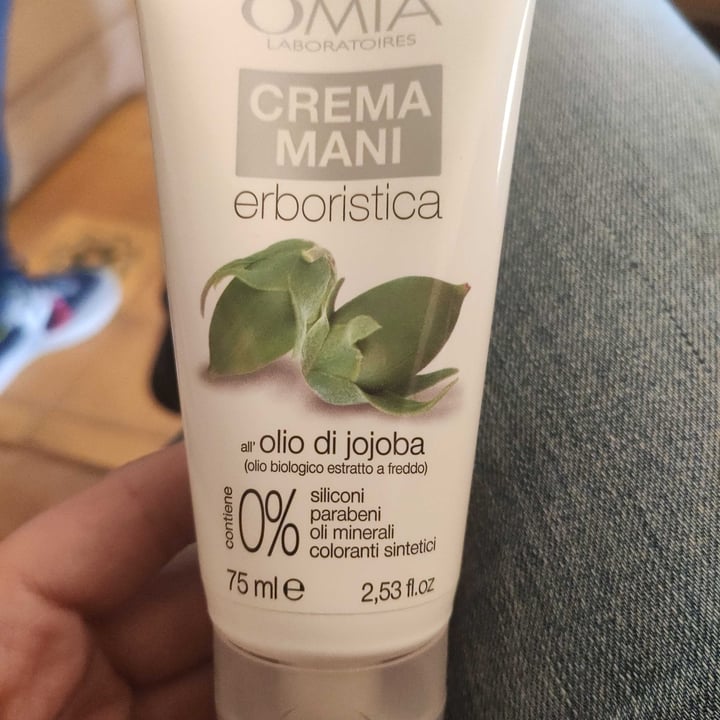 OMIA
LABORATOIRES
CREMA
MANI
erboristica
all' olio di jojoba
(olio biologico estratto a freddo)
contiene
0%
siliconi
parabeni
oli minerali
coloranti sintetici
75 ml e 2,53 fl.oz